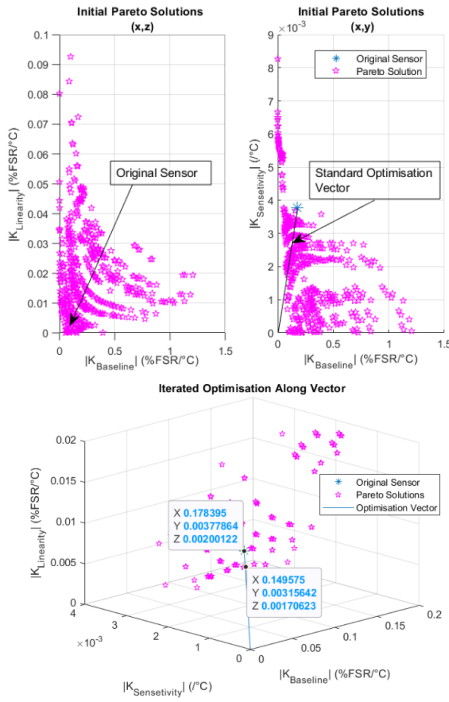 Initial Pareto Solutions
(x,z)
0.1
0.09
0.08
0.07
0.06
0.05
0.04
0.03
0.02
0.01
0
|K_Linearity| (%FSR/°C)
Original Sensor
0
0.5
1
1.5
|K_Baseline| (%FSR/°C)
Initial Pareto Solutions
(x,y)
×10⁻³
9
8
7
6
5
4
3
2
1
0
|K_Sensetivity| (/°C)
Original Sensor
Pareto Solution
Standard Optimisation
Vector
0
0.5
1
1.5
|K_Baseline| (%FSR/°C)
Iterated Optimisation Along Vector
0.02
0.015
0.01
0.005
0
|K_Linearity| (%FSR/°C)
Original Sensor
Pareto Solutions
Optimisation Vector
X 0.178395
Y 0.00377864
Z 0.00200122
X 0.149575
Y 0.00315642
Z 0.00170623
4
3
2
1
0
×10⁻³
|K_Sensetivity| (/°C)
0
0.05
0.1
0.15
0.2
|K_Baseline| (%FSR/°C)